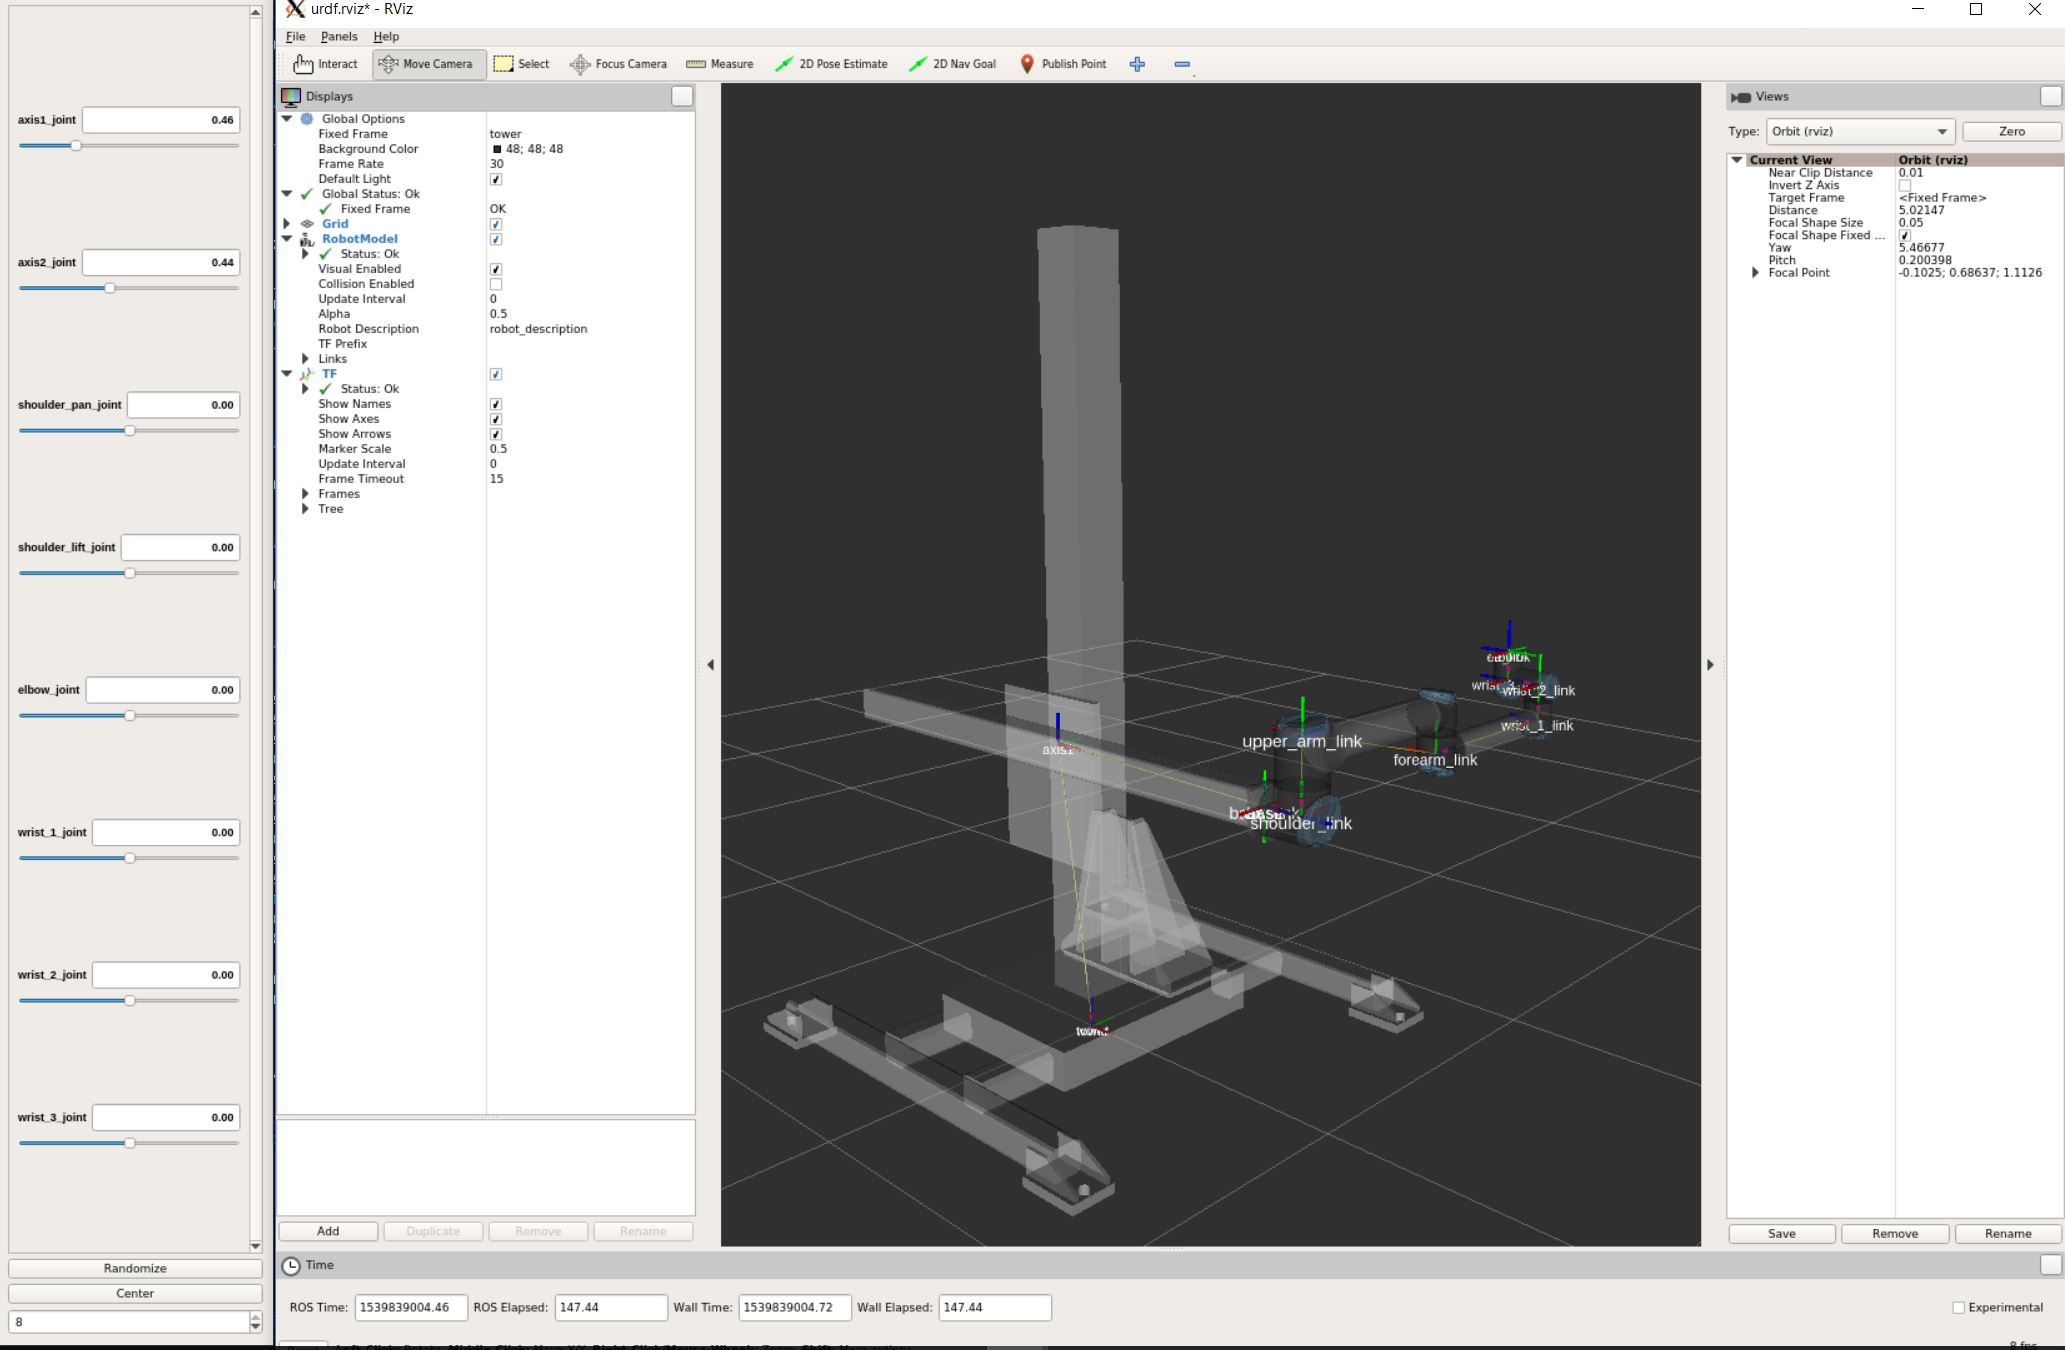 urdf.rviz* - RViz
File Panels Help
Interact Move Camera Select Focus Camera Measure 2D Pose Estimate 2D Nav Goal Publish Point
axis1_joint 0.46
axis2_joint 0.44
shoulder_pan_joint 0.00
shoulder_lift_joint 0.00
elbow_joint 0.00
wrist_1_joint 0.00
wrist_2_joint 0.00
wrist_3_joint 0.00
Randomize
Center
8
Displays
Global Options
Fixed Frame tower
Background Color 48; 48; 48
Frame Rate 30
Default Light
Global Status: Ok
Fixed Frame OK
Grid
RobotModel
Status: Ok
Visual Enabled
Collision Enabled
Update Interval 0
Alpha 0.5
Robot Description robot_description
TF Prefix
Links
TF
Status: Ok
Show Names
Show Axes
Show Arrows
Marker Scale 0.5
Update Interval 0
Frame Timeout 15
Frames
Tree
Add Duplicate Remove Rename
wrist_2_link
wrist_1_link
upper_arm_link
forearm_link
axis1
shoulder_link
Views
Type: Orbit (rviz) Zero
Current View Orbit (rviz)
Near Clip Distance 0.01
Invert Z Axis
Target Frame <Fixed Frame>
Distance 5.02147
Focal Shape Size 0.05
Focal Shape Fixed ...
Yaw 5.46677
Pitch 0.200398
Focal Point -0.1025; 0.68637; 1.1126
Save Remove Rename
Time
ROS Time: 1539839004.46 ROS Elapsed: 147.44 Wall Time: 1539839004.72 Wall Elapsed: 147.44 Experimental